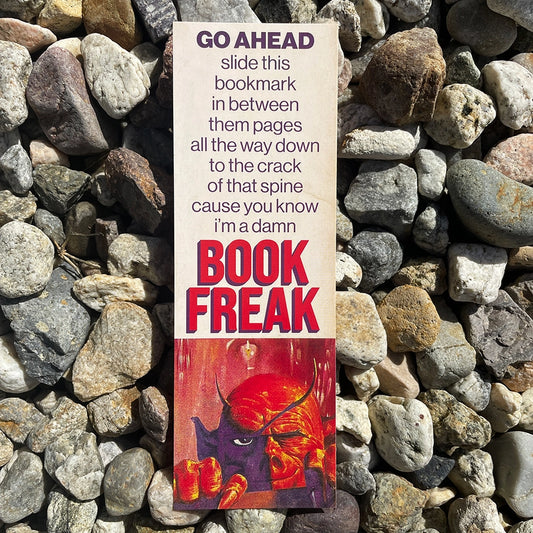 GO AHEAD
slide this
bookmark
in between
them pages
all the way down
to the crack
of that spine
cause you know
i'm a damn
BOOK
FREAK